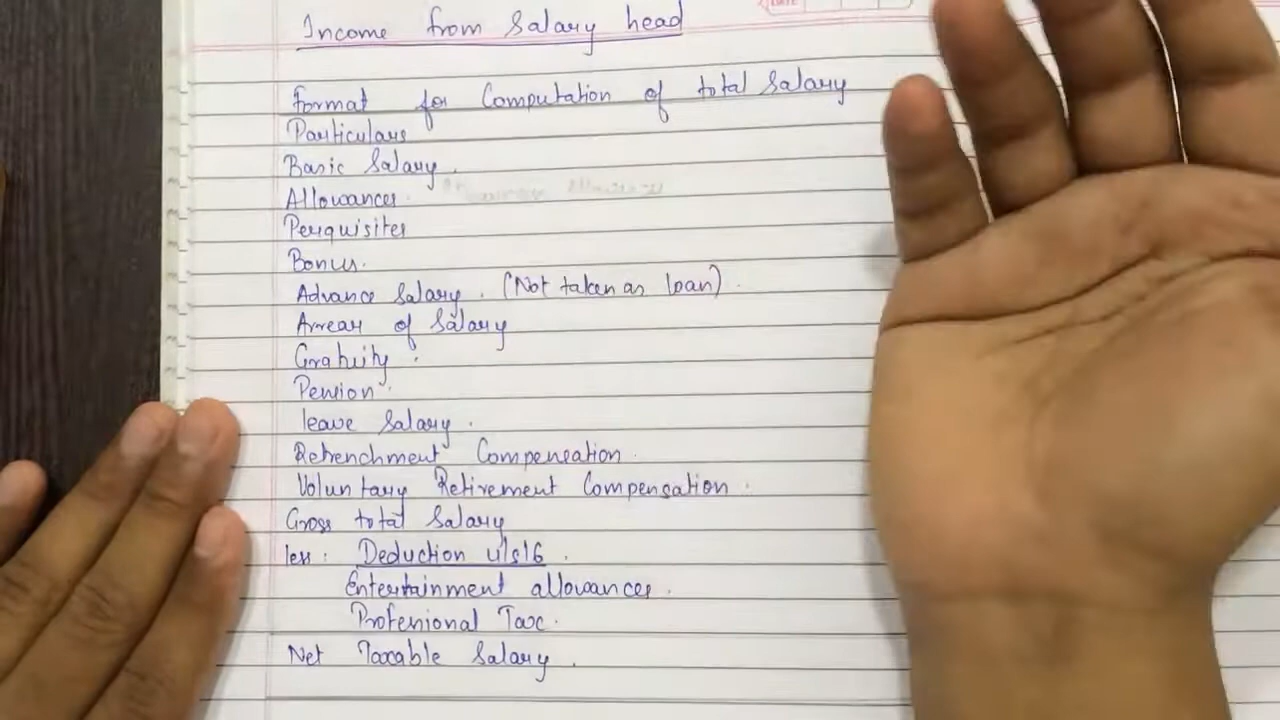 Income from Salary head
DATE
Format for Computation of total Salary
Particulars
Basic Salary.
Allowances.
Perquisites
Bonus.
Advance Salary. (Not taken as loan).
Arrear of Salary
Gratuity.
Pension.
leave Salary.
Retrenchment Compensation.
Voluntary Retirement Compensation.
Gross total Salary
less: Deduction u/s16.
Entertainment allowances.
Professional Tax.
Net Taxable Salary.